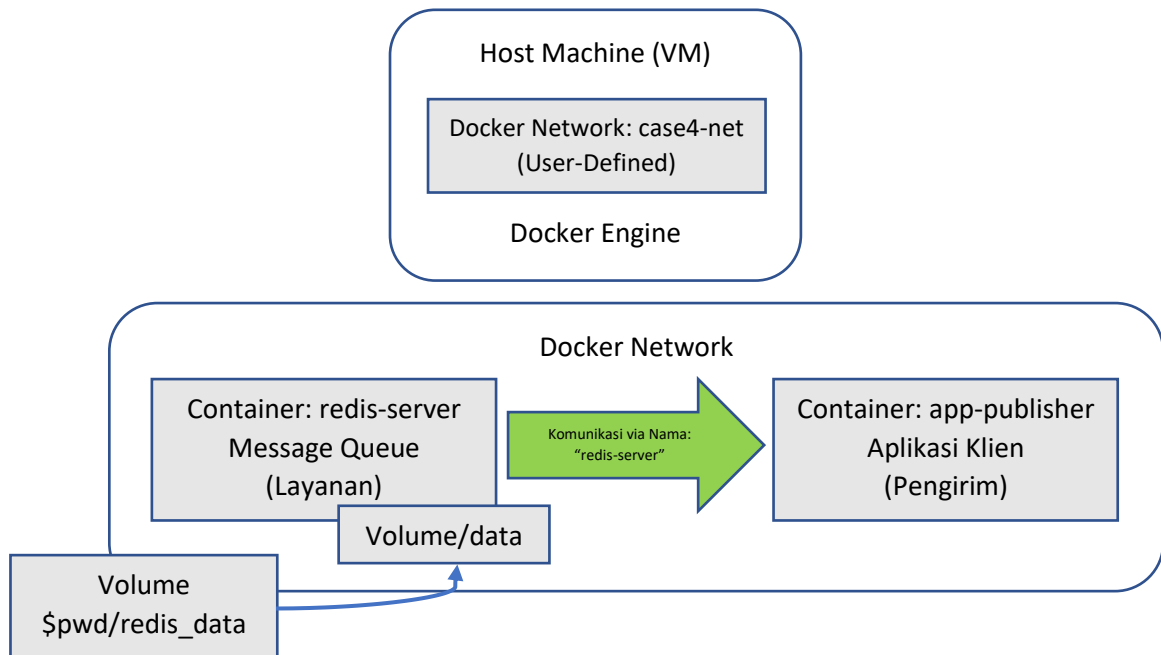 Host Machine (VM)
Docker Network: case4-net
(User-Defined)
Docker Engine
Docker Network
Container: redis-server
Message Queue
(Layanan)
Komunikasi via Nama:
“redis-server”
Container: app-publisher
Aplikasi Klien
(Pengirim)
Volume/data
Volume
$pwd/redis_data